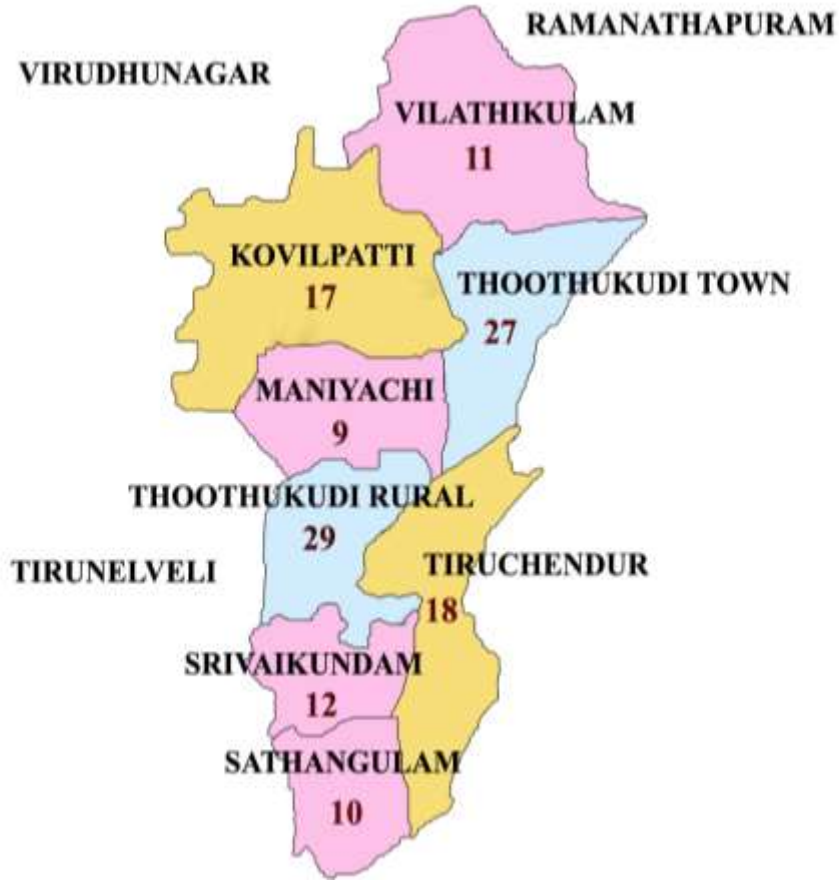 RAMANATHAPURAM
VIRUDHUNAGAR
VILATHIKULAM
11
KOVILPATTI
17
THOOTHUKUDI TOWN
27
MANIYACHI
9
THOOTHUKUDI RURAL
29
TIRUNELVELI
TIRUCHENDUR
18
SRIVAIKUNDAM
12
SATHANGULAM
10